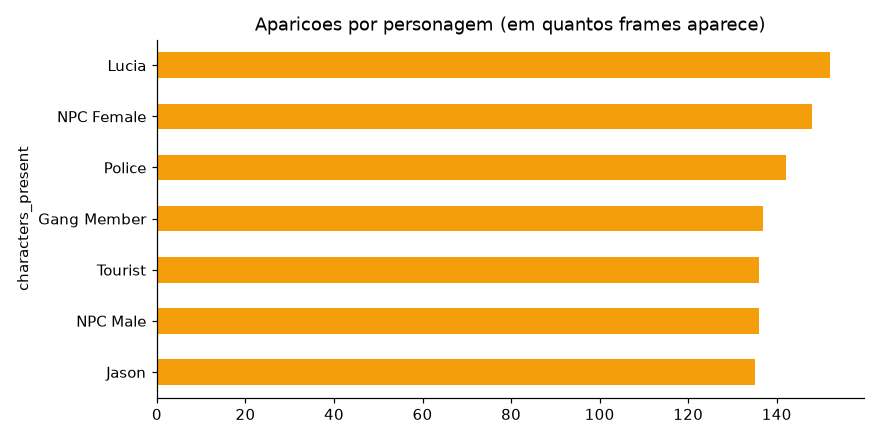 Aparicoes por personagem (em quantos frames aparece)
characters_present
Lucia
NPC Female
Police
Gang Member
Tourist
NPC Male
Jason
0 20 40 60 80 100 120 140